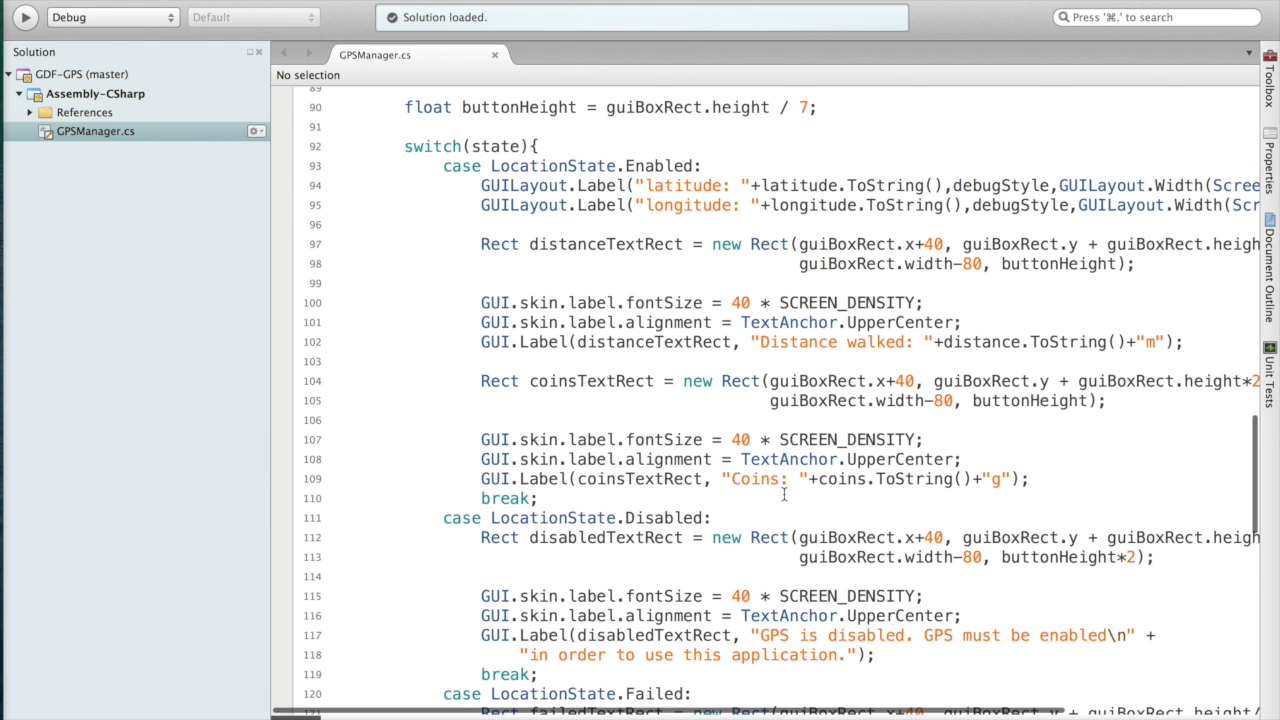 Debug
Default
Solution loaded.
Press '⌘.' to search
Solution
GPSManager.cs
No selection
GDF-GPS (master)
Assembly-CSharp
References
GPSManager.cs
89
90 float buttonHeight = guiBoxRect.height / 7;
91
92 switch(state){
93 case LocationState.Enabled:
94 GUILayout.Label("latitude: "+latitude.ToString(),debugStyle,GUILayout.Width(Scree
95 GUILayout.Label("longitude: "+longitude.ToString(),debugStyle,GUILayout.Width(Scr
96
97 Rect distanceTextRect = new Rect(guiBoxRect.x+40, guiBoxRect.y + guiBoxRect.heigh
98 guiBoxRect.width-80, buttonHeight);
99
100 GUI.skin.label.fontSize = 40 * SCREEN_DENSITY;
101 GUI.skin.label.alignment = TextAnchor.UpperCenter;
102 GUI.Label(distanceTextRect, "Distance walked: "+distance.ToString()+"m");
103
104 Rect coinsTextRect = new Rect(guiBoxRect.x+40, guiBoxRect.y + guiBoxRect.height*2
105 guiBoxRect.width-80, buttonHeight);
106
107 GUI.skin.label.fontSize = 40 * SCREEN_DENSITY;
108 GUI.skin.label.alignment = TextAnchor.UpperCenter;
109 GUI.Label(coinsTextRect, "Coins: "+coins.ToString()+"g");
110 break;
111 case LocationState.Disabled:
112 Rect disabledTextRect = new Rect(guiBoxRect.x+40, guiBoxRect.y + guiBoxRect.heigh
113 guiBoxRect.width-80, buttonHeight*2);
114
115 GUI.skin.label.fontSize = 40 * SCREEN_DENSITY;
116 GUI.skin.label.alignment = TextAnchor.UpperCenter;
117 GUI.Label(disabledTextRect, "GPS is disabled. GPS must be enabled\n" +
118 "in order to use this application.");
119 break;
120 case LocationState.Failed:
Rect failedTextRect = new Rect(guiBoxRect.x+40, guiBoxRect.y + guiBoxRect.height/
Toolbox
Properties
Document Outline
Unit Tests